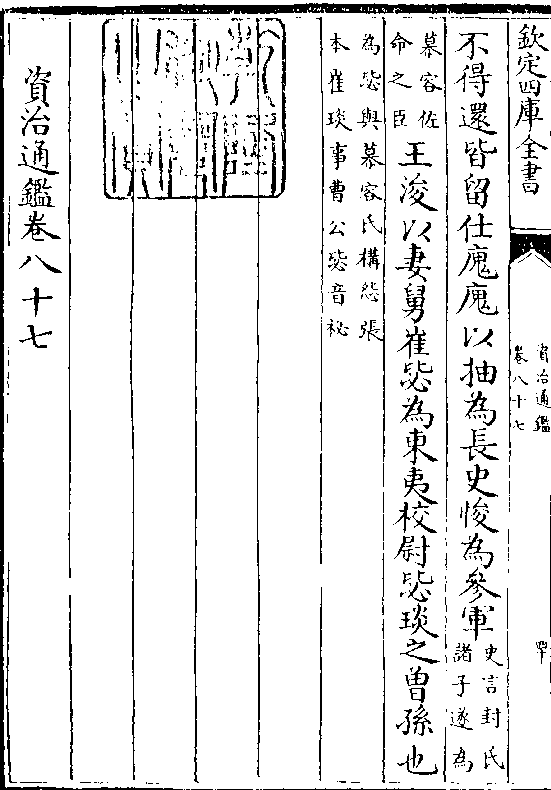 欽定四庫全書
資治通鑑
卷八十七
不得還皆留仕廆廆以抽為長史悛為參軍
史言封氏
諸子遂為
慕容佐
命之臣
王浚以妻舅崔毖為東夷校尉毖琰之曾孫也
為毖與慕容氏構怨張
本崔琰事曹公毖音祕
資治通鑑卷八十七